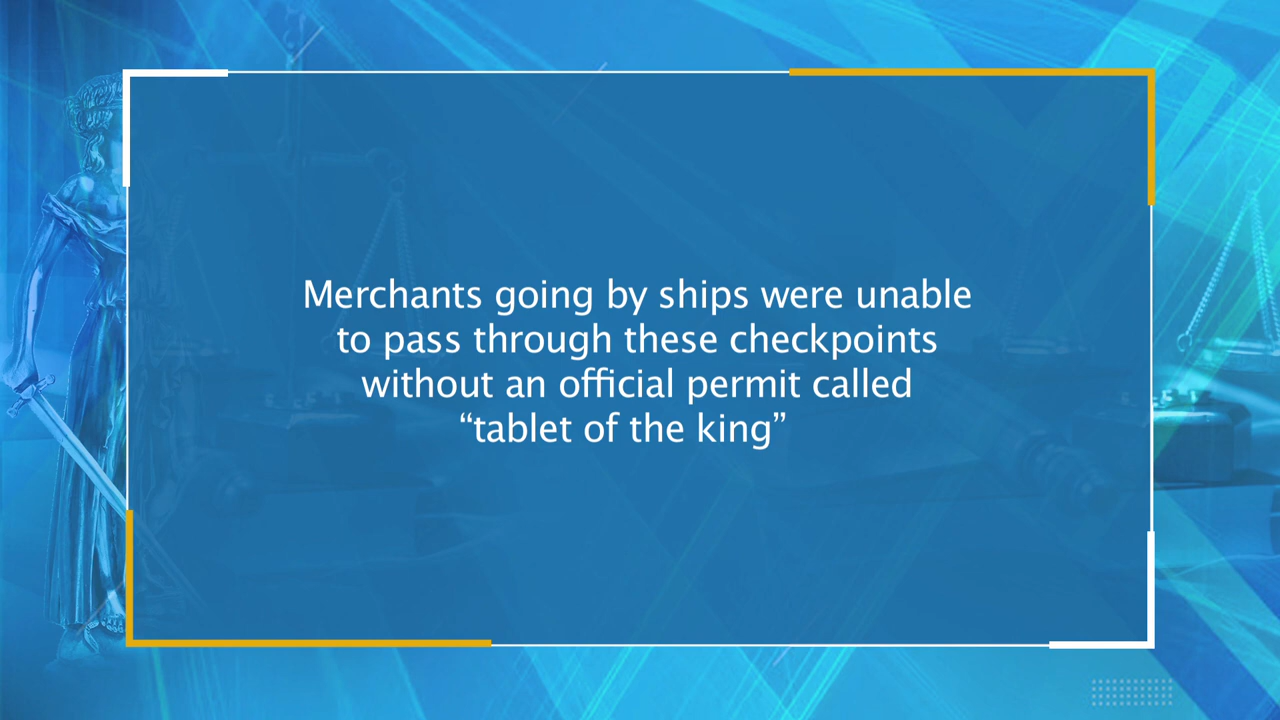 Merchants going by ships were unable
to pass through these checkpoints
without an official permit called
“tablet of the king”